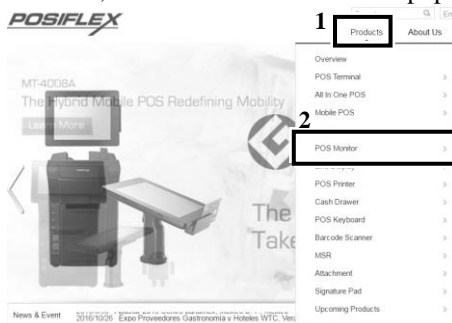 POSIFLEX
1
Products
About Us
MT-4008A
The Hybrid Mobile POS Redefining Mobility
Learn More
The
Take
Overview
POS Terminal
All In One POS
Mobile POS
2
POS Monitor
POS Printer
Cash Drawer
POS Keyboard
Barcode Scanner
MSR
Attachment
Signature Pad
Upcoming Products
News & Event
2016/10/26 Expo Proveedores Gastronomia y Hoteles WTC, Vera